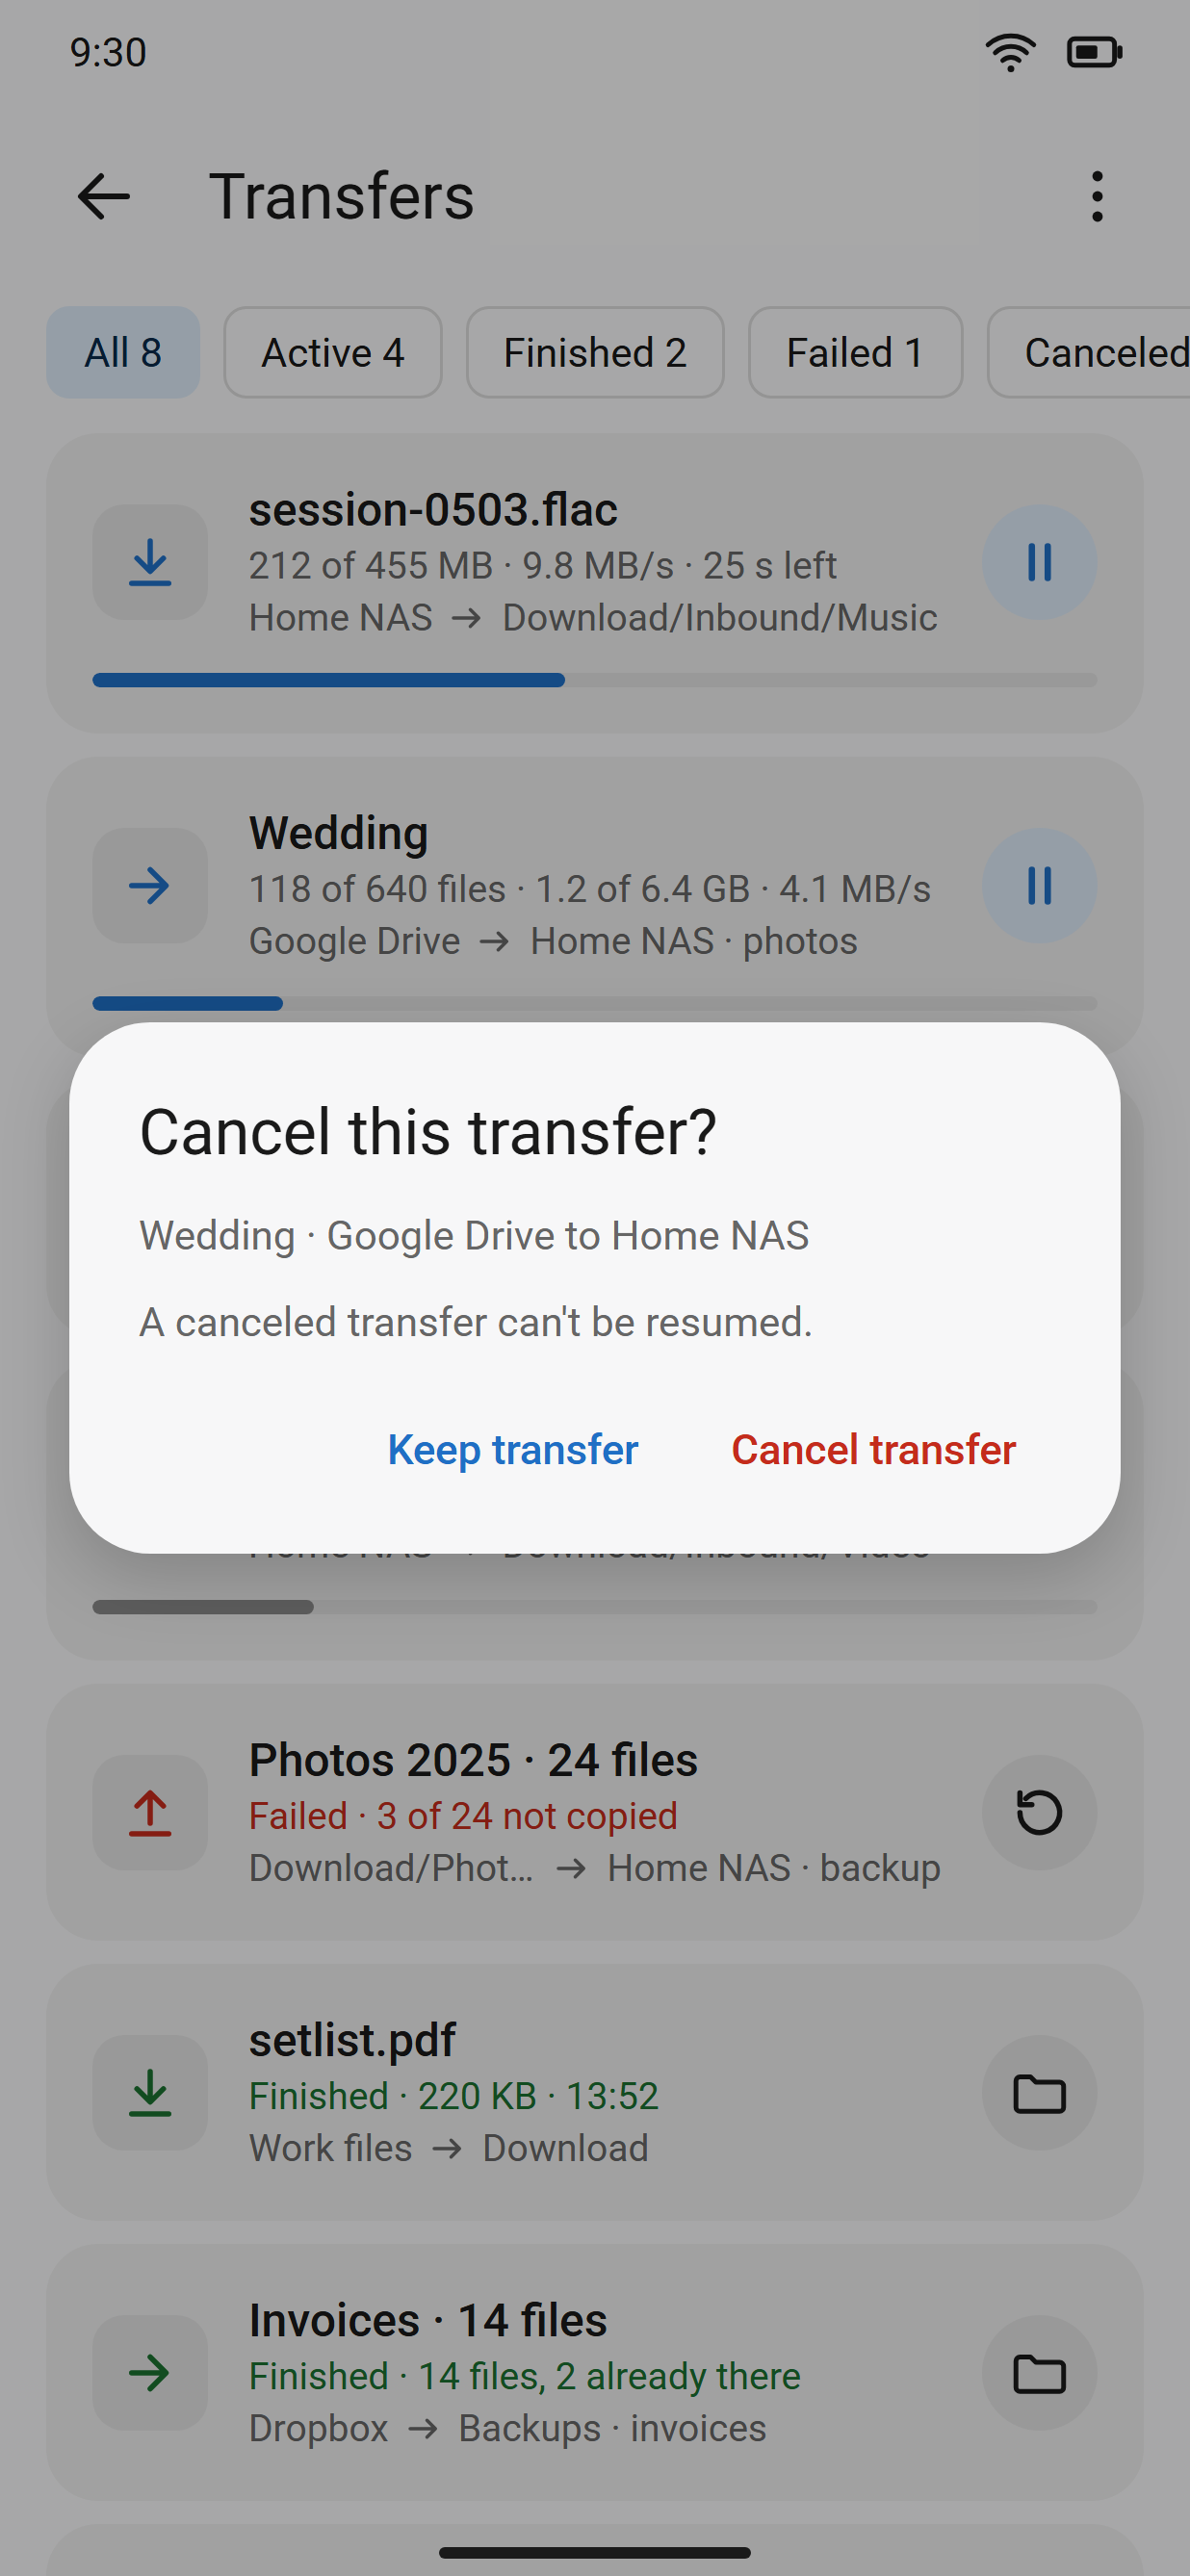 9:30
Transfers
All 8
Active 4
Finished 2
Failed 1
Canceled
session-0503.flac
212 of 455 MB · 9.8 MB/s · 25 s left
Home NAS → Download/Inbound/Music
Wedding
118 of 640 files · 1.2 of 6.4 GB · 4.1 MB/s
Google Drive → Home NAS · photos
Cancel this transfer?
Wedding · Google Drive to Home NAS
A canceled transfer can't be resumed.
Keep transfer
Cancel transfer
Photos 2025 · 24 files
Failed · 3 of 24 not copied
Download/Phot… → Home NAS · backup
setlist.pdf
Finished · 220 KB · 13:52
Work files → Download
Invoices · 14 files
Finished · 14 files, 2 already there
Dropbox → Backups · invoices